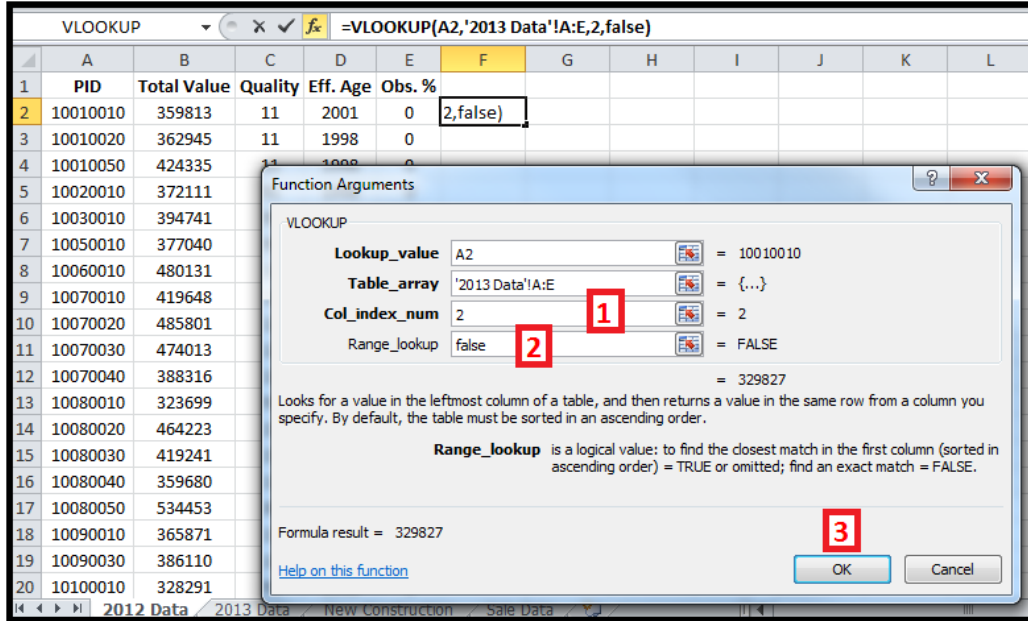 VLOOKUP =VLOOKUP(A2,'2013 Data'!A:E,2,false)
A B C D E F G H I J K L
1 PID Total Value Quality Eff. Age Obs. %
2 10010010 359813 11 2001 0 2,false)
3 10010020 362945 11 1998 0
4 10010050 424335 11 1998 0
5 10020010 372111
6 10030010 394741
7 10050010 377040
8 10060010 480131
9 10070010 419648
10 10070020 485801
11 10070030 474013
12 10070040 388316
13 10080010 323699
14 10080020 464223
15 10080030 419241
16 10080040 359680
17 10080050 534453
18 10090010 365871
19 10090030 386110
20 10100010 328291
2012 Data 2013 Data New Construction Sale Data
Function Arguments
VLOOKUP
Lookup_value A2 = 10010010
Table_array '2013 Data'!A:E = {...}
Col_index_num 2 1 = 2
Range_lookup false 2 = FALSE
= 329827
Looks for a value in the leftmost column of a table, and then returns a value in the same row from a column you
specify. By default, the table must be sorted in an ascending order.
Range_lookup is a logical value: to find the closest match in the first column (sorted in
ascending order) = TRUE or omitted; find an exact match = FALSE.
Formula result = 329827
3
Help on this function
OK Cancel